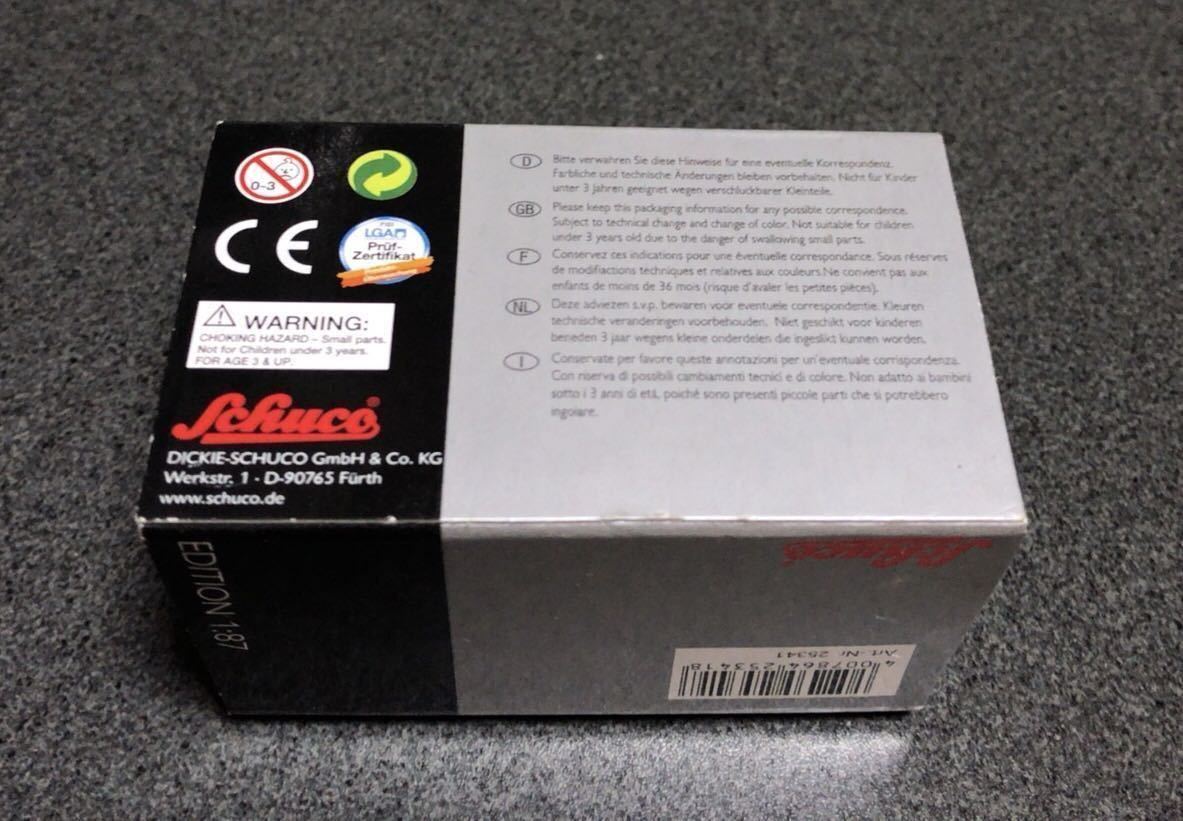 0-3
CE
LGA
Prüf-
Zertifikat
WARNING:
CHOKING HAZARD - Small parts.
Not for Children under 3 years.
FOR AGE 3 & UP.
Schuco®
DICKIE-SCHUCO GmbH & Co. KG
Werkstr. 1 · D-90765 Fürth
www.schuco.de
D Bitte verwahren Sie diese Hinweise für eine eventuelle Korrespondenz.
Farbliche und technische Änderungen bleiben vorbehalten. Nicht für Kinder
unter 3 Jahren geeignet wegen verschluckbarer Kleinteile.
GB Please keep this packaging information for any possible correspondence.
Subject to technical change and change of color. Not suitable for children
under 3 years old due to the danger of swallowing small parts.
F Conservez ces indications pour une éventuelle correspondance. Sous réserves
de modifiactions techniques et relatives aux couleurs.Ne convient pas aux
enfants de moins de 36 mois (risque d'avaler les petites pièces).
NL Deze adviezen s.v.p. bewaren voor eventuele correspondentie. Kleuren
technische veranderingen voorbehouden. Niet geschikt voor kinderen
beneden 3 jaar wegens kleine onderdelen die ingeslikt kunnen worden.
I Conservate per favore queste annotazioni per un'eventuale corrispondenza.
Con riserva di possibili cambiamenti tecnici e di colore. Non adatto ai bambini
sotto i 3 anni di età, poiché sono presenti piccole parti che si potrebbero
ingoiare.
EDITION 1:87
Schuco
Art.-Nr. 25341
4 007864 253418